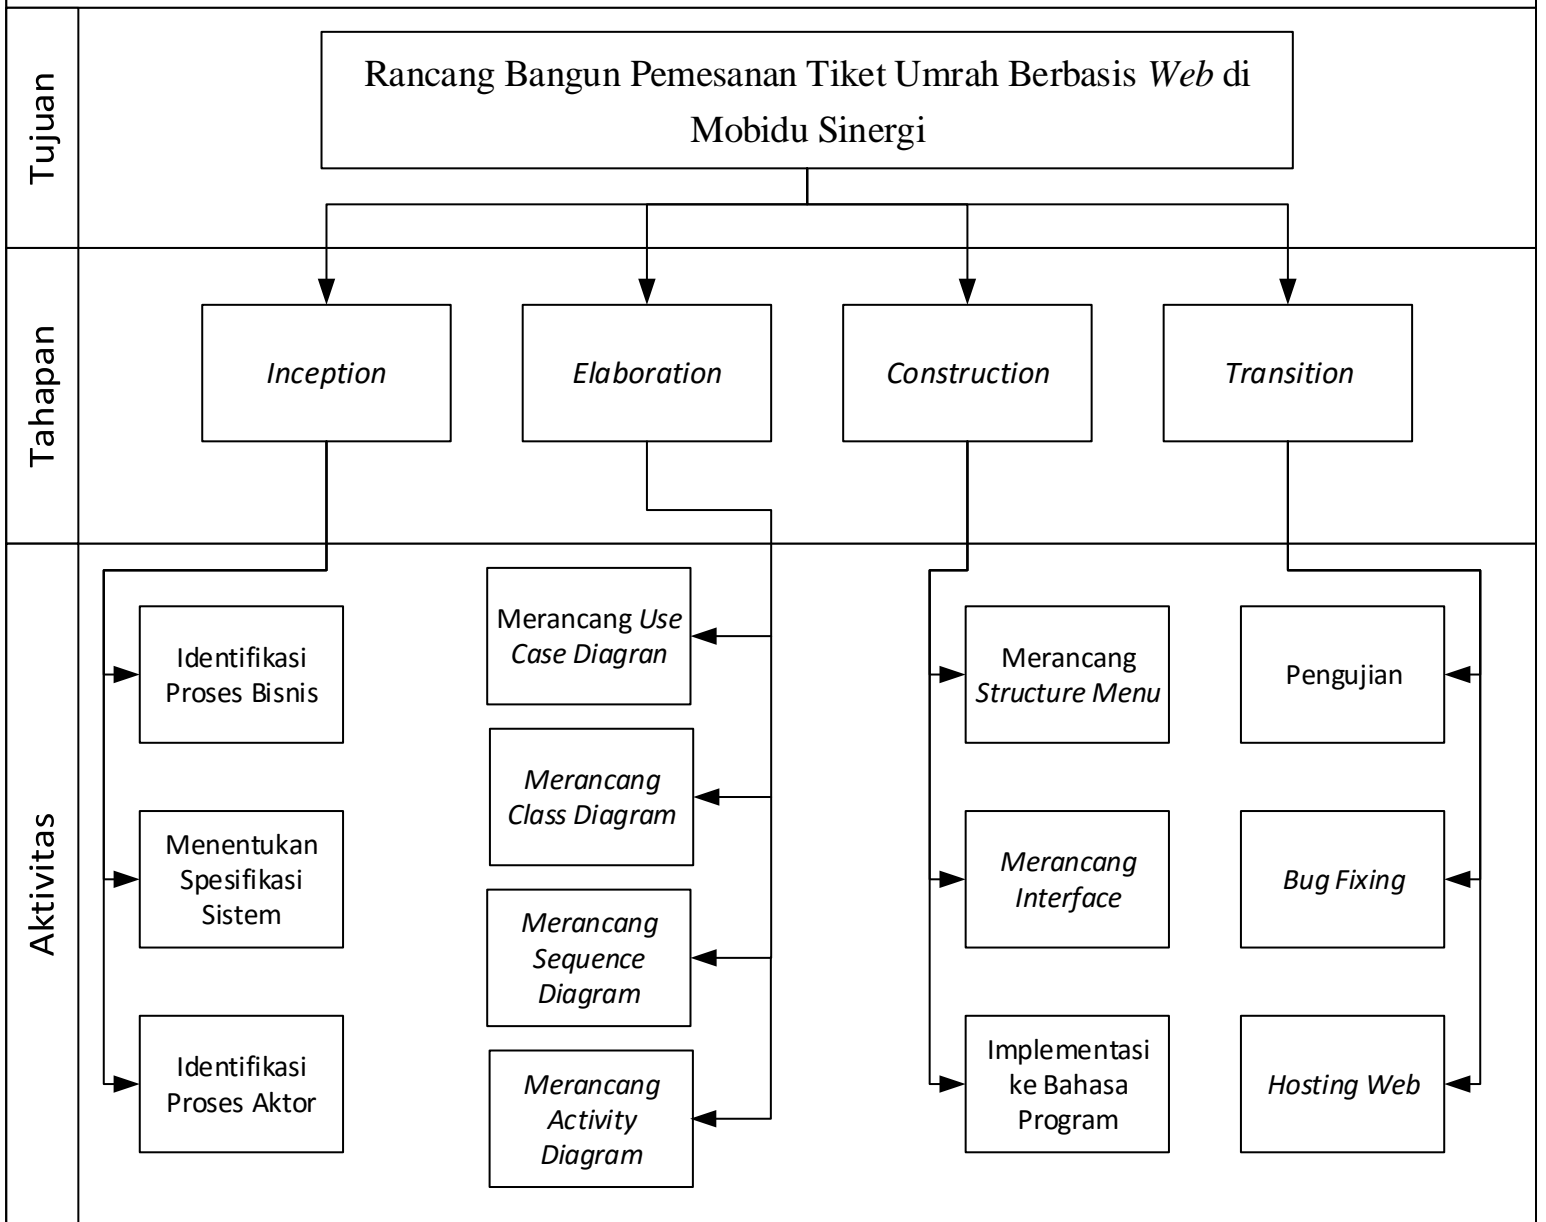 Tujuan
Rancang Bangun Pemesanan Tiket Umrah Berbasis Web di
Mobidu Sinergi
Tahapan
Inception
Elaboration
Construction
Transition
Aktivitas
Identifikasi
Proses Bisnis
Menentukan
Spesifikasi
Sistem
Identifikasi
Proses Aktor
Merancang Use
Case Diagran
Merancang
Class Diagram
Merancang
Sequence
Diagram
Merancang
Activity
Diagram
Merancang
Structure Menu
Merancang
Interface
Implementasi
ke Bahasa
Program
Pengujian
Bug Fixing
Hosting Web